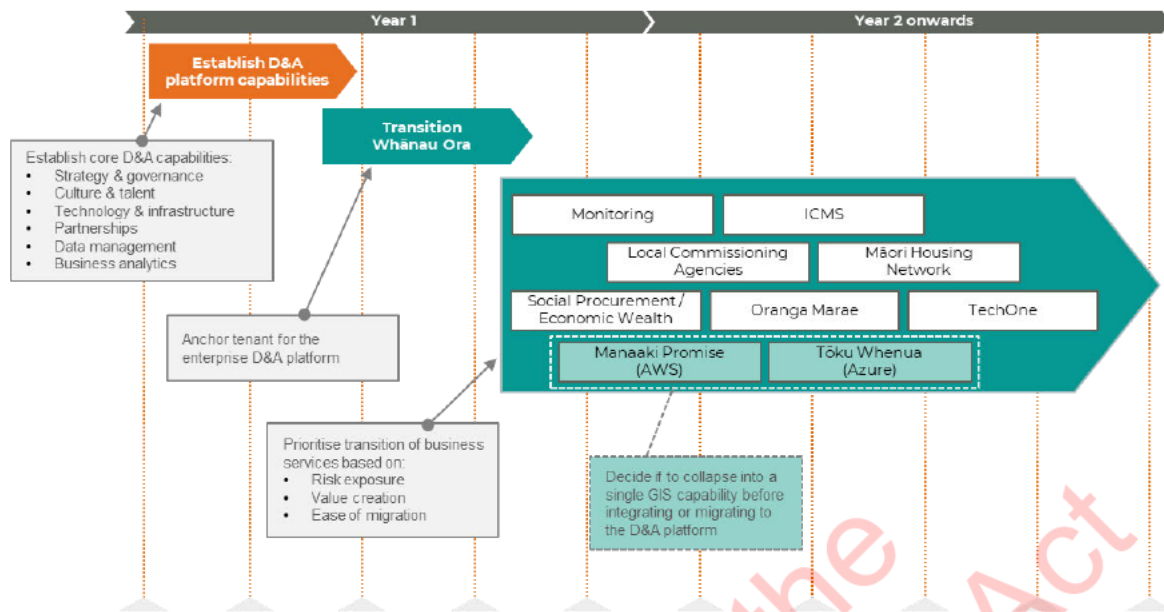 Year 1
Year 2 onwards
Establish D&A
platform capabilities
Transition
Whānau Ora
Establish core D&A capabilities:
• Strategy & governance
• Culture & talent
• Technology & infrastructure
• Partnerships
• Data management
• Business analytics
Monitoring
ICMS
Local Commissioning
Agencies
Māori Housing
Network
Social Procurement /
Economic Wealth
Oranga Marae
TechOne
Anchor tenant for the
enterprise D&A platform
Manaaki Promise
(AWS)
Tōku Whenua
(Azure)
Prioritise transition of business
services based on:
• Risk exposure
• Value creation
• Ease of migration
Decide if to collapse into a
single GIS capability before
integrating or migrating to
the D&A platform
the
Act